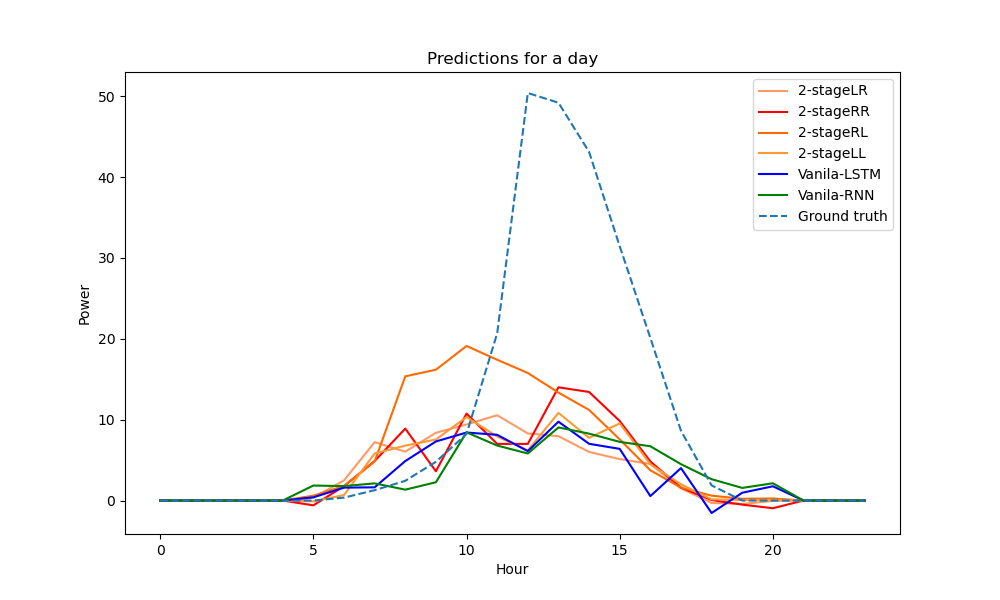 Predictions for a day
2-stageLR
2-stageRR
2-stageRL
2-stageLL
Vanila-LSTM
Vanila-RNN
Ground truth
50
40
30
20
10
0
Power
0 5 10 15 20
Hour